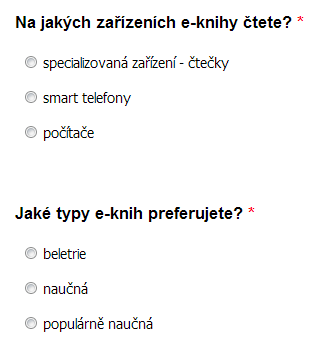 Na jakých zařízeních e-knihy čtete? *
specializovaná zařízení - čtečky
smart telefony
počítače
Jaké typy e-knih preferujete? *
beletrie
naučná
populárně naučná